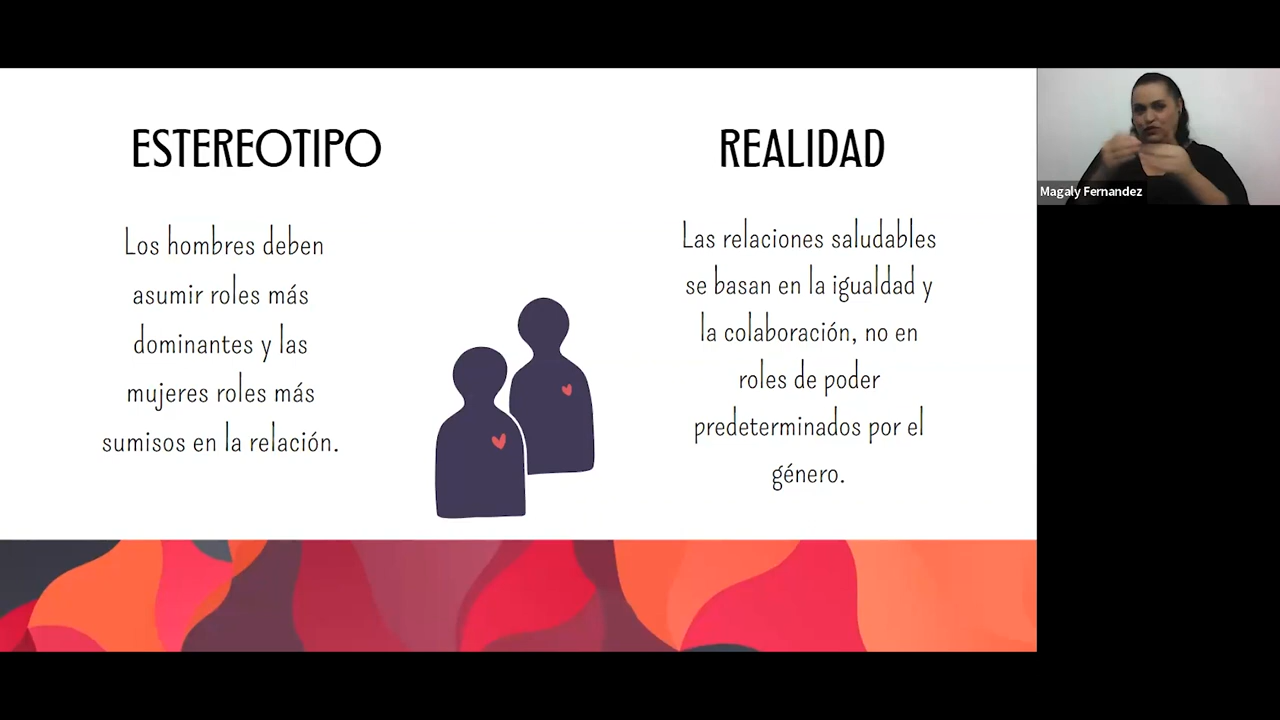 ESTEREOTIPO
Los hombres deben
asumir roles más
dominantes y las
mujeres roles más
sumisos en la relación.
REALIDAD
Las relaciones saludables
se basan en la igualdad y
la colaboración, no en
roles de poder
predeterminados por el
género.
Magaly Fernandez